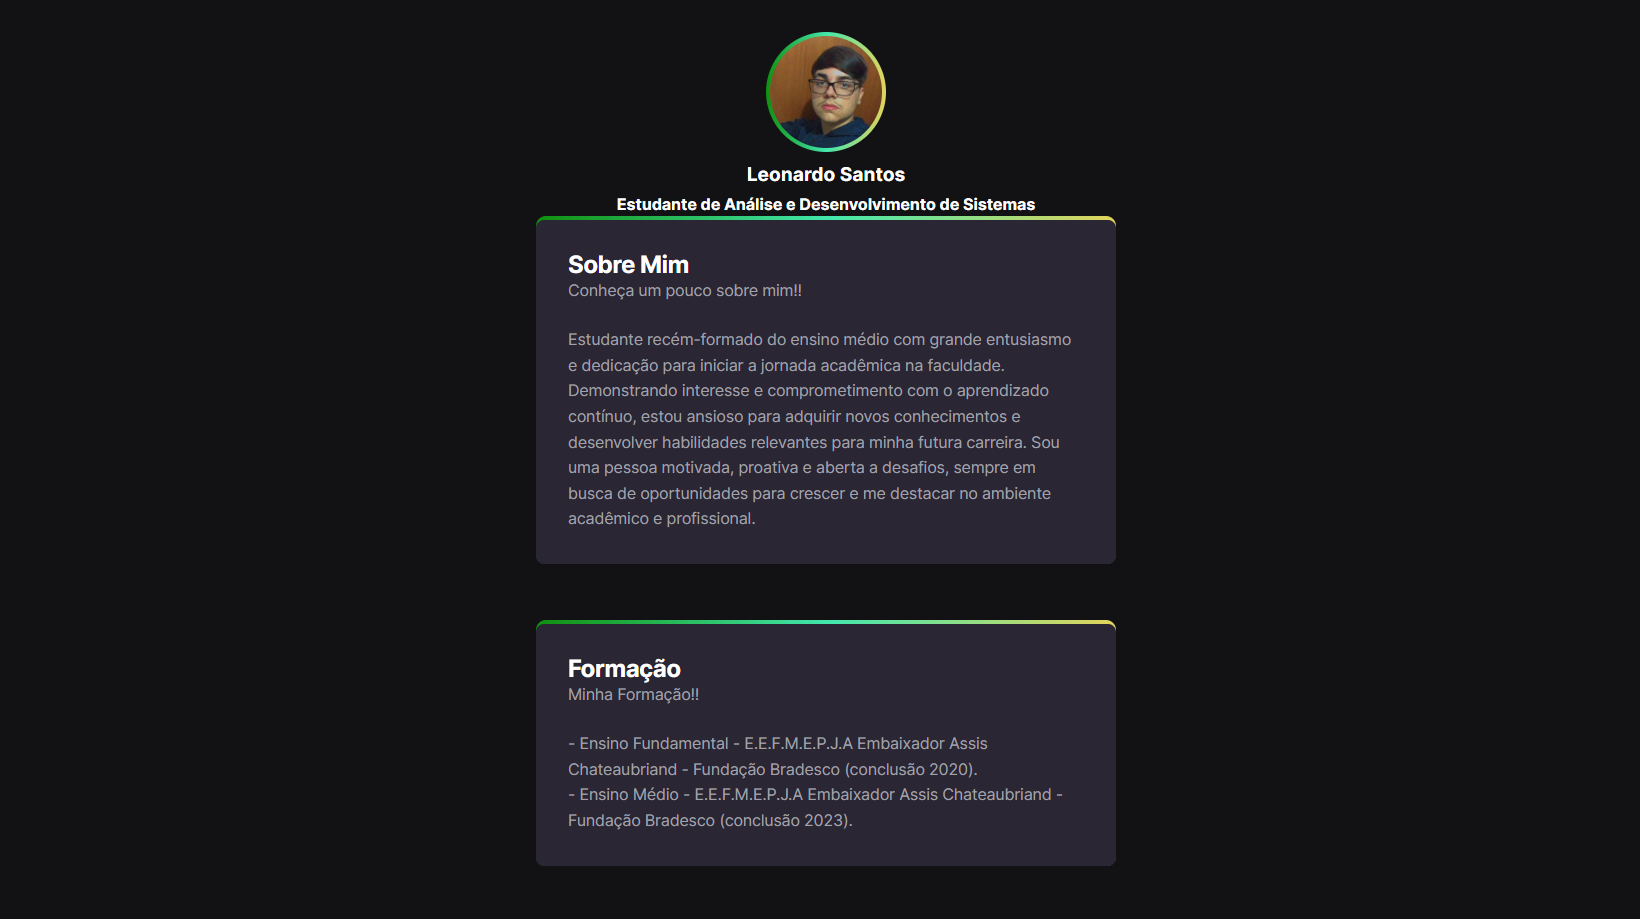 Leonardo Santos
Estudante de Análise e Desenvolvimento de Sistemas
Sobre Mim
Conheça um pouco sobre mim!!
Estudante recém-formado do ensino médio com grande entusiasmo
e dedicação para iniciar a jornada acadêmica na faculdade.
Demonstrando interesse e comprometimento com o aprendizado
contínuo, estou ansioso para adquirir novos conhecimentos e
desenvolver habilidades relevantes para minha futura carreira. Sou
uma pessoa motivada, proativa e aberta a desafios, sempre em
busca de oportunidades para crescer e me destacar no ambiente
acadêmico e profissional.
Formação
Minha Formação!!
- Ensino Fundamental - E.E.F.M.E.P.J.A Embaixador Assis
Chateaubriand - Fundação Bradesco (conclusão 2020).
- Ensino Médio - E.E.F.M.E.P.J.A Embaixador Assis Chateaubriand -
Fundação Bradesco (conclusão 2023).